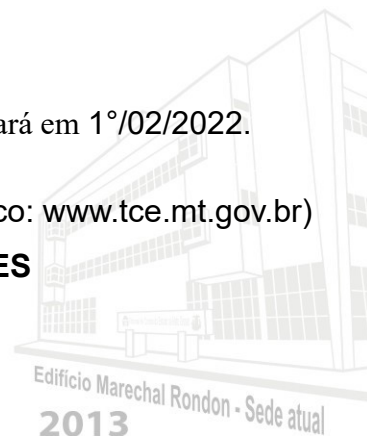 ará em 1°/02/2022.
co: www.tce.mt.gov.br)
ES
Edifício Marechal Rondon - Sede atual
2013